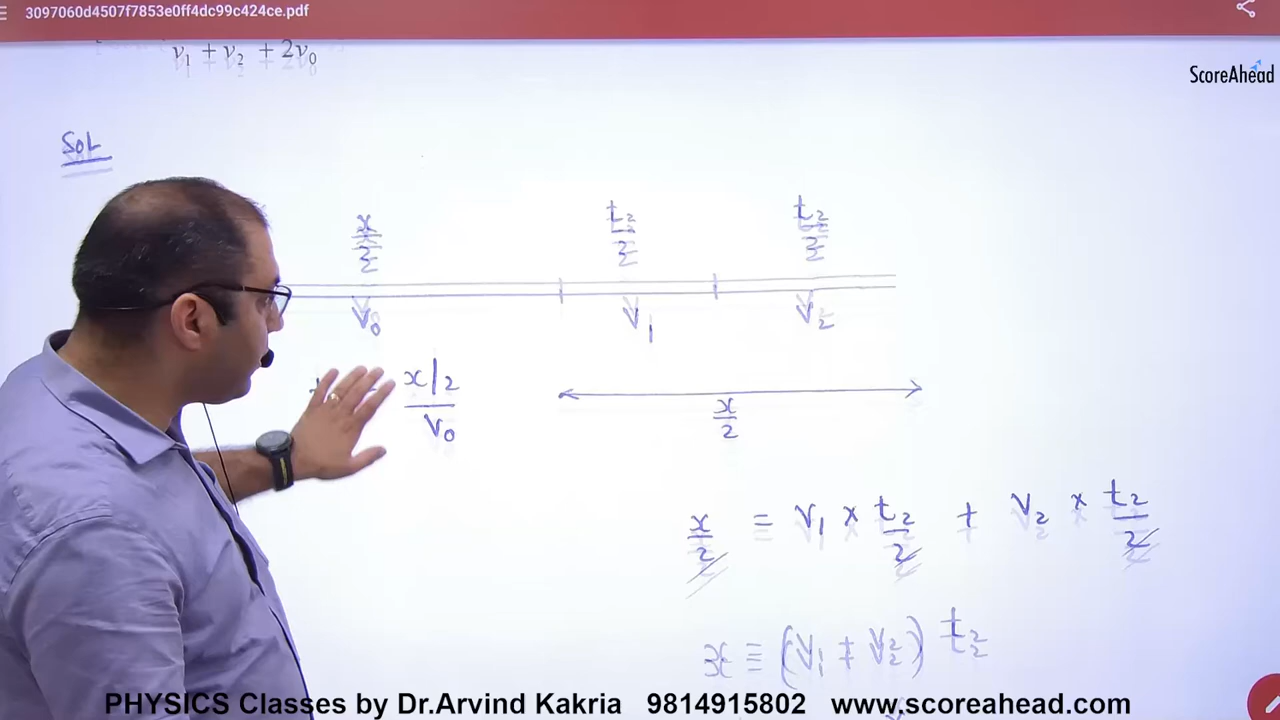 3097060d4507f7853e0ff4dc99c424ce.pdf
v₁ + v₂ + 2v₀
ScoreAhead
Sol
x/2 t₂/2 t₂/2
V₀ V₁ V₂
x/2 / V₀
x/2
x/2 = V₁ × t₂/2 + V₂ × t₂/2
x = (V₁ + V₂) t₂
PHYSICS Classes by Dr.Arvind Kakria 9814915802 www.scoreahead.com